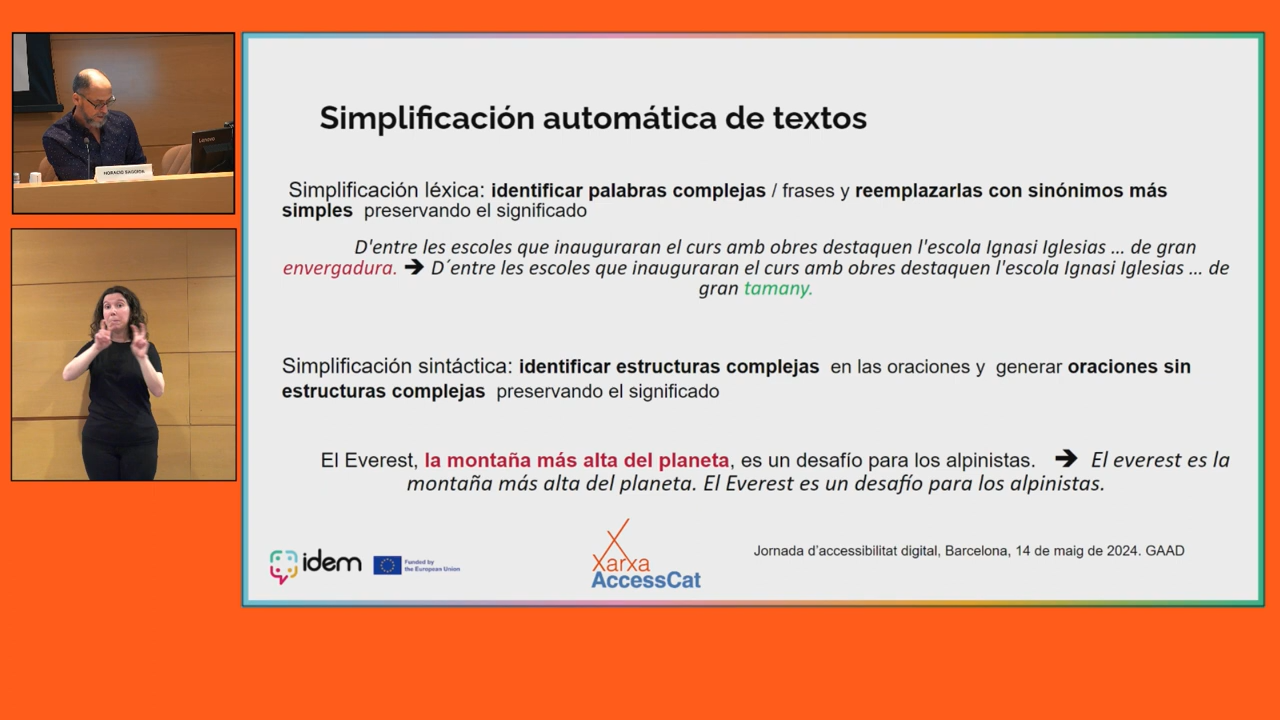 Lenovo
HORACIO SAGGION
Simplificación automática de textos
Simplificación léxica: identificar palabras complejas / frases y reemplazarlas con sinónimos más
simples preservando el significado
D'entre les escoles que inauguraran el curs amb obres destaquen l'escola Ignasi Iglesias ... de gran
envergadura. ➔ D´entre les escoles que inauguraran el curs amb obres destaquen l'escola Ignasi Iglesias ... de
gran tamany.
Simplificación sintáctica: identificar estructuras complejas en las oraciones y generar oraciones sin
estructuras complejas preservando el significado
El Everest, la montaña más alta del planeta, es un desafío para los alpinistas. ➔ El everest es la
montaña más alta del planeta. El Everest es un desafío para los alpinistas.
idem
Funded by
the European Union
Xarxa
AccessCat
Jornada d’accessibilitat digital, Barcelona, 14 de maig de 2024. GAAD